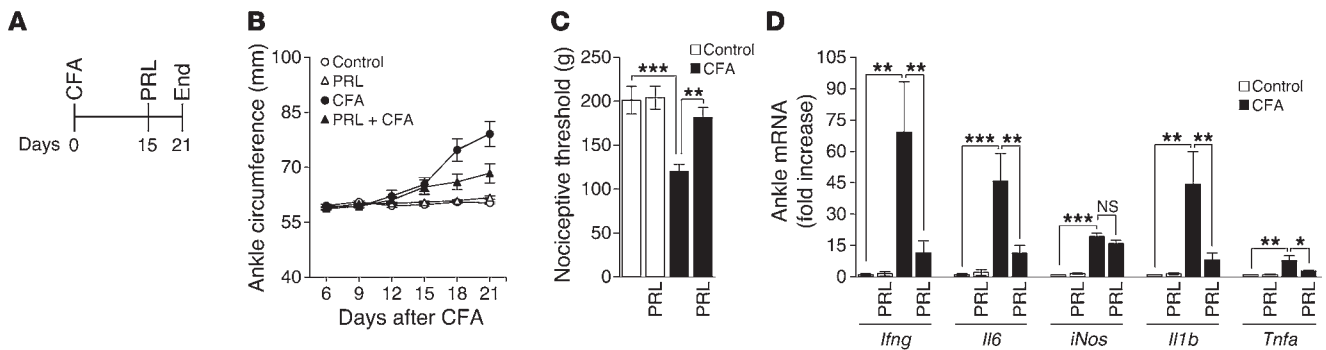 A
CFA
PRL
End
Days 0 15 21
B
Ankle circumference (mm)
100
85
70
55
40
Control
PRL
CFA
PRL + CFA
6 9 12 15 18 21
Days after CFA
C
Nociceptive threshold (g)
250
200
150
100
50
0
Control
CFA
***
**
PRL PRL
D
Ankle mRNA
(fold increase)
105
90
75
60
45
30
15
0
Control
CFA
** **
*** **
*** NS
** **
** *
PRL PRL PRL PRL PRL PRL PRL PRL PRL PRL
Ifng Il6 iNos Il1b Tnfa